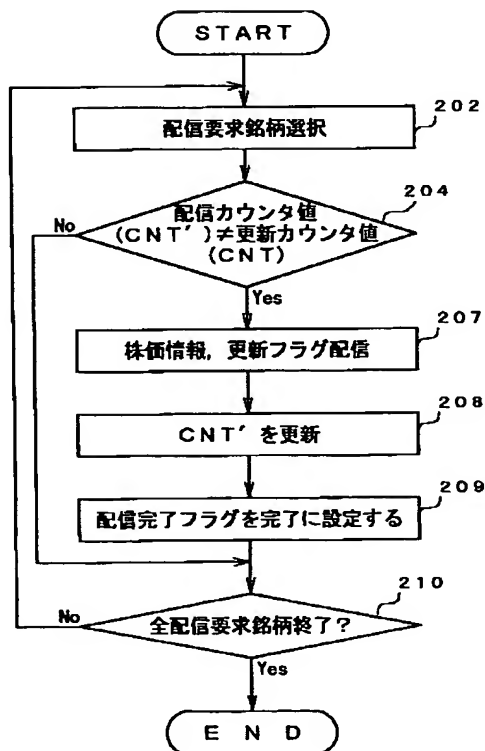 START
202
配信要求銘柄選択
204
配信カウンタ値
(CNT′)≠更新カウンタ値
(CNT)
No
Yes
207
株価情報，更新フラグ配信
208
CNT′を更新
209
配信完了フラグを完了に設定する
210
No
全配信要求銘柄終了？
Yes
END